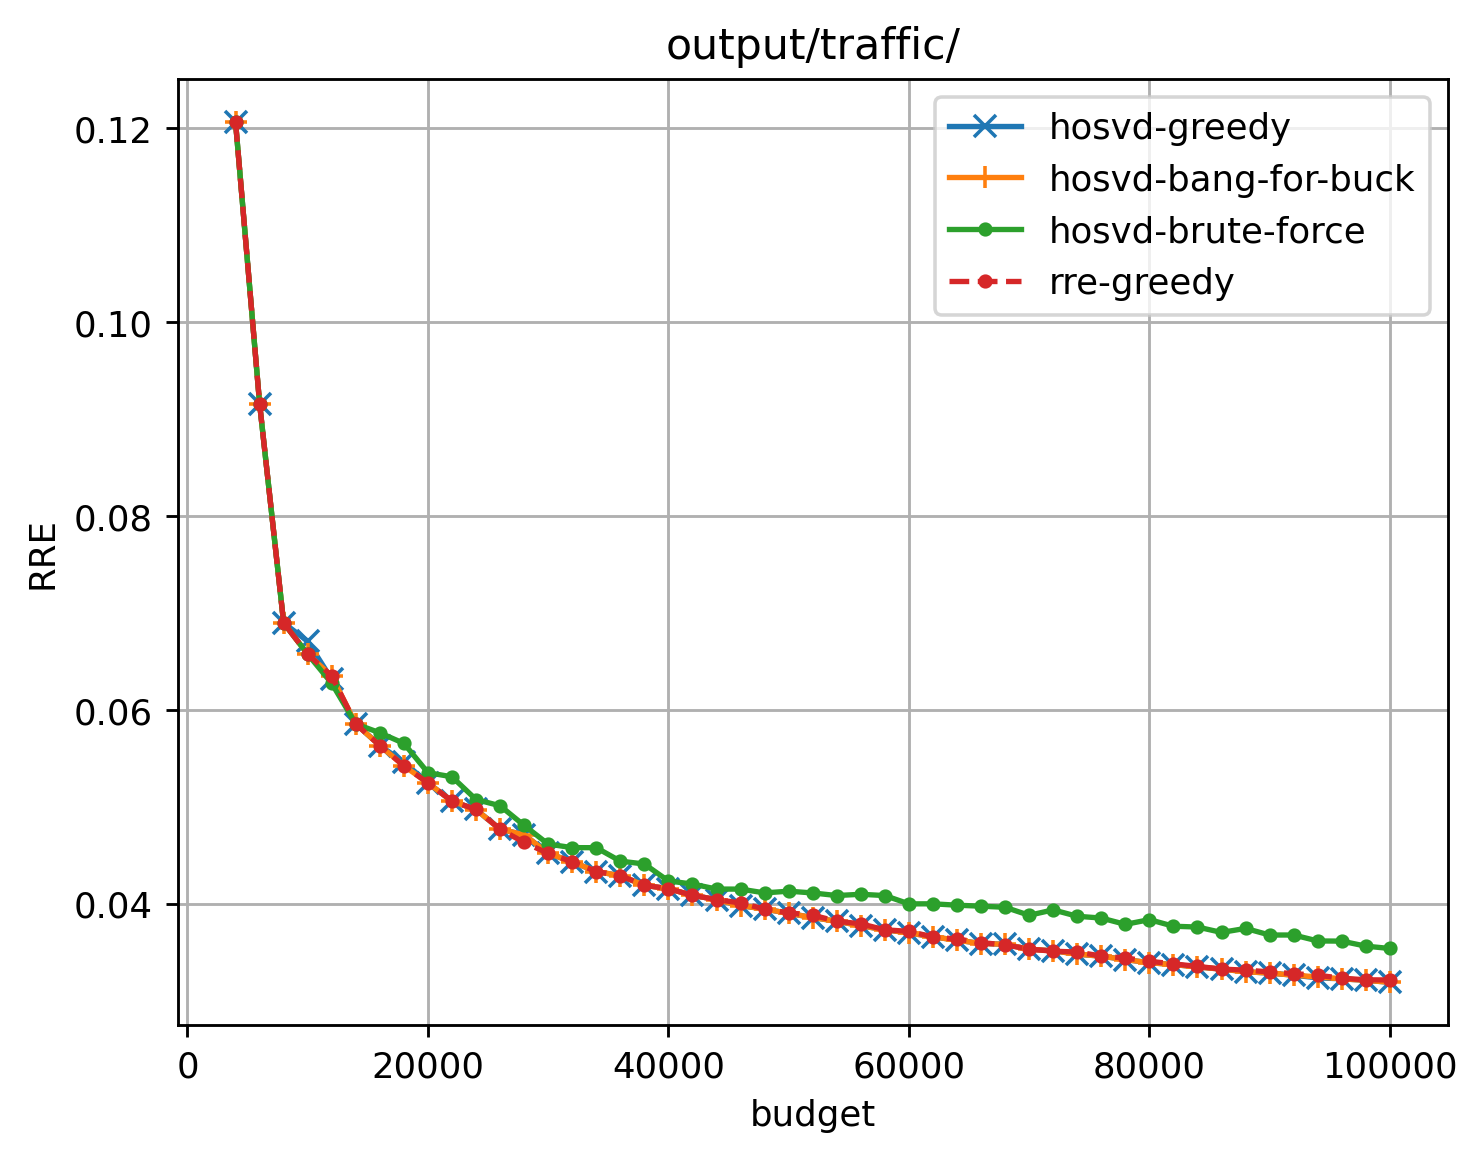 output/traffic/
hosvd-greedy
hosvd-bang-for-buck
hosvd-brute-force
rre-greedy
0.12
0.10
0.08
0.06
0.04
RRE
0 20000 40000 60000 80000 100000
budget